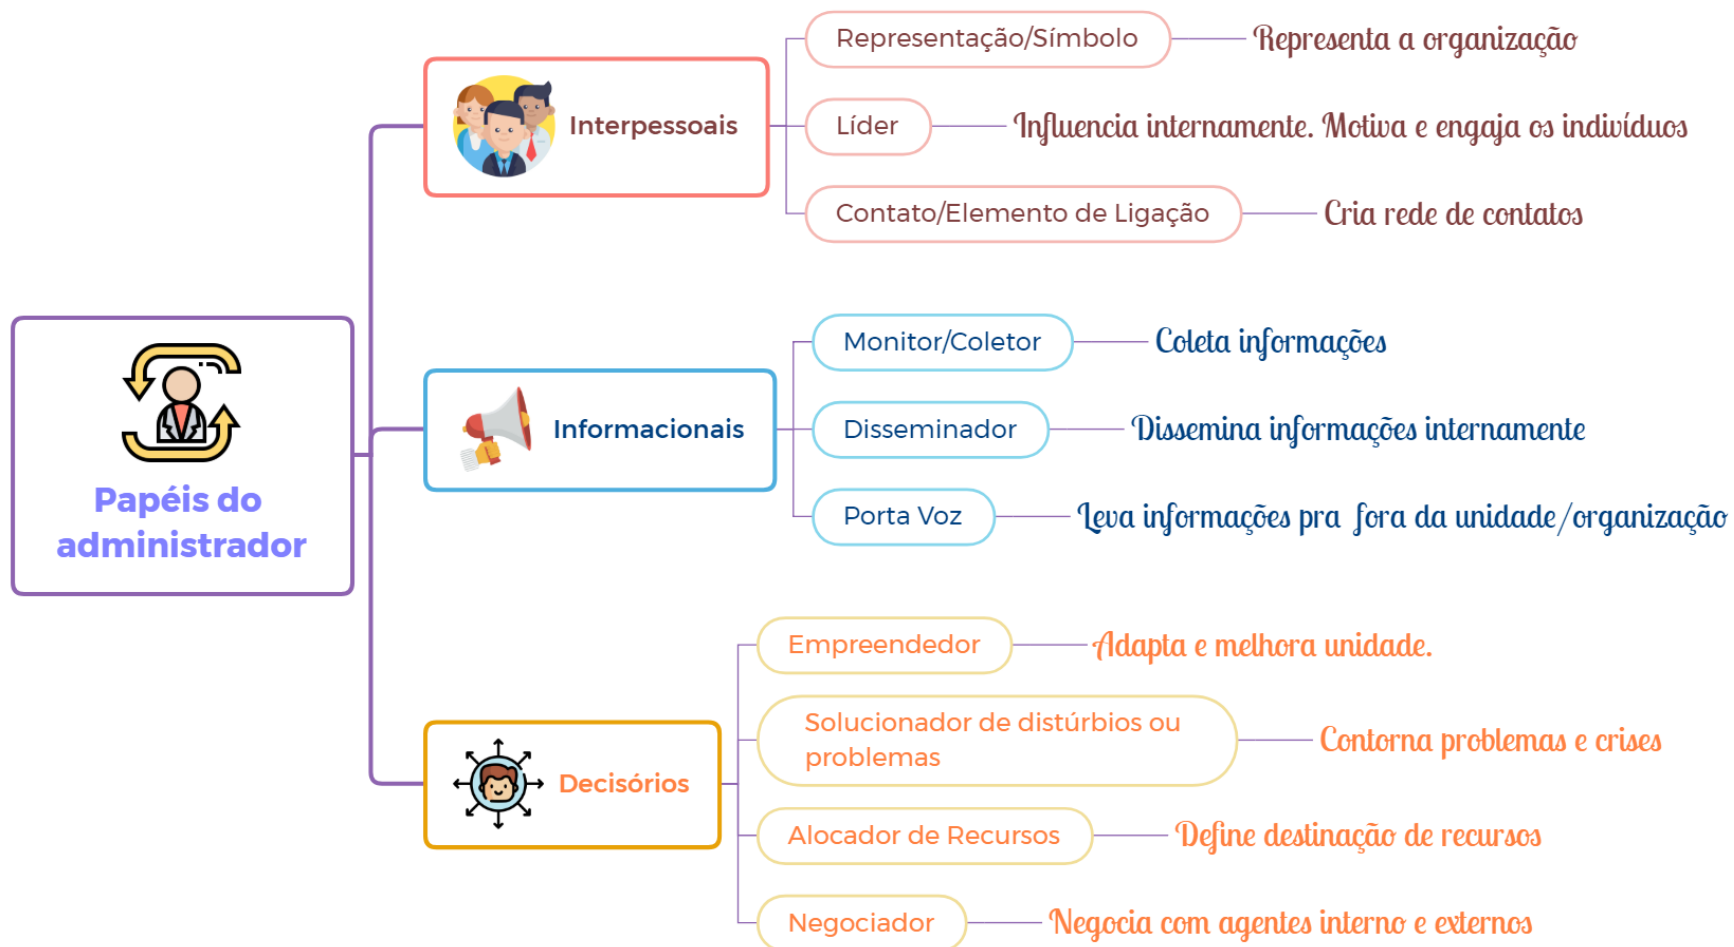 Papéis do
administrador
Interpessoais
Representação/Símbolo
Representa a organização
Líder
Influencia internamente. Motiva e engaja os indivíduos
Contato/Elemento de Ligação
Cria rede de contatos
Informacionais
Monitor/Coletor
Coleta informações
Disseminador
Dissemina informações internamente
Porta Voz
Leva informações pra fora da unidade/organização
Decisórios
Empreendedor
Adapta e melhora unidade.
Solucionador de distúrbios ou
problemas
Contorna problemas e crises
Alocador de Recursos
Define destinação de recursos
Negociador
Negocia com agentes interno e externos